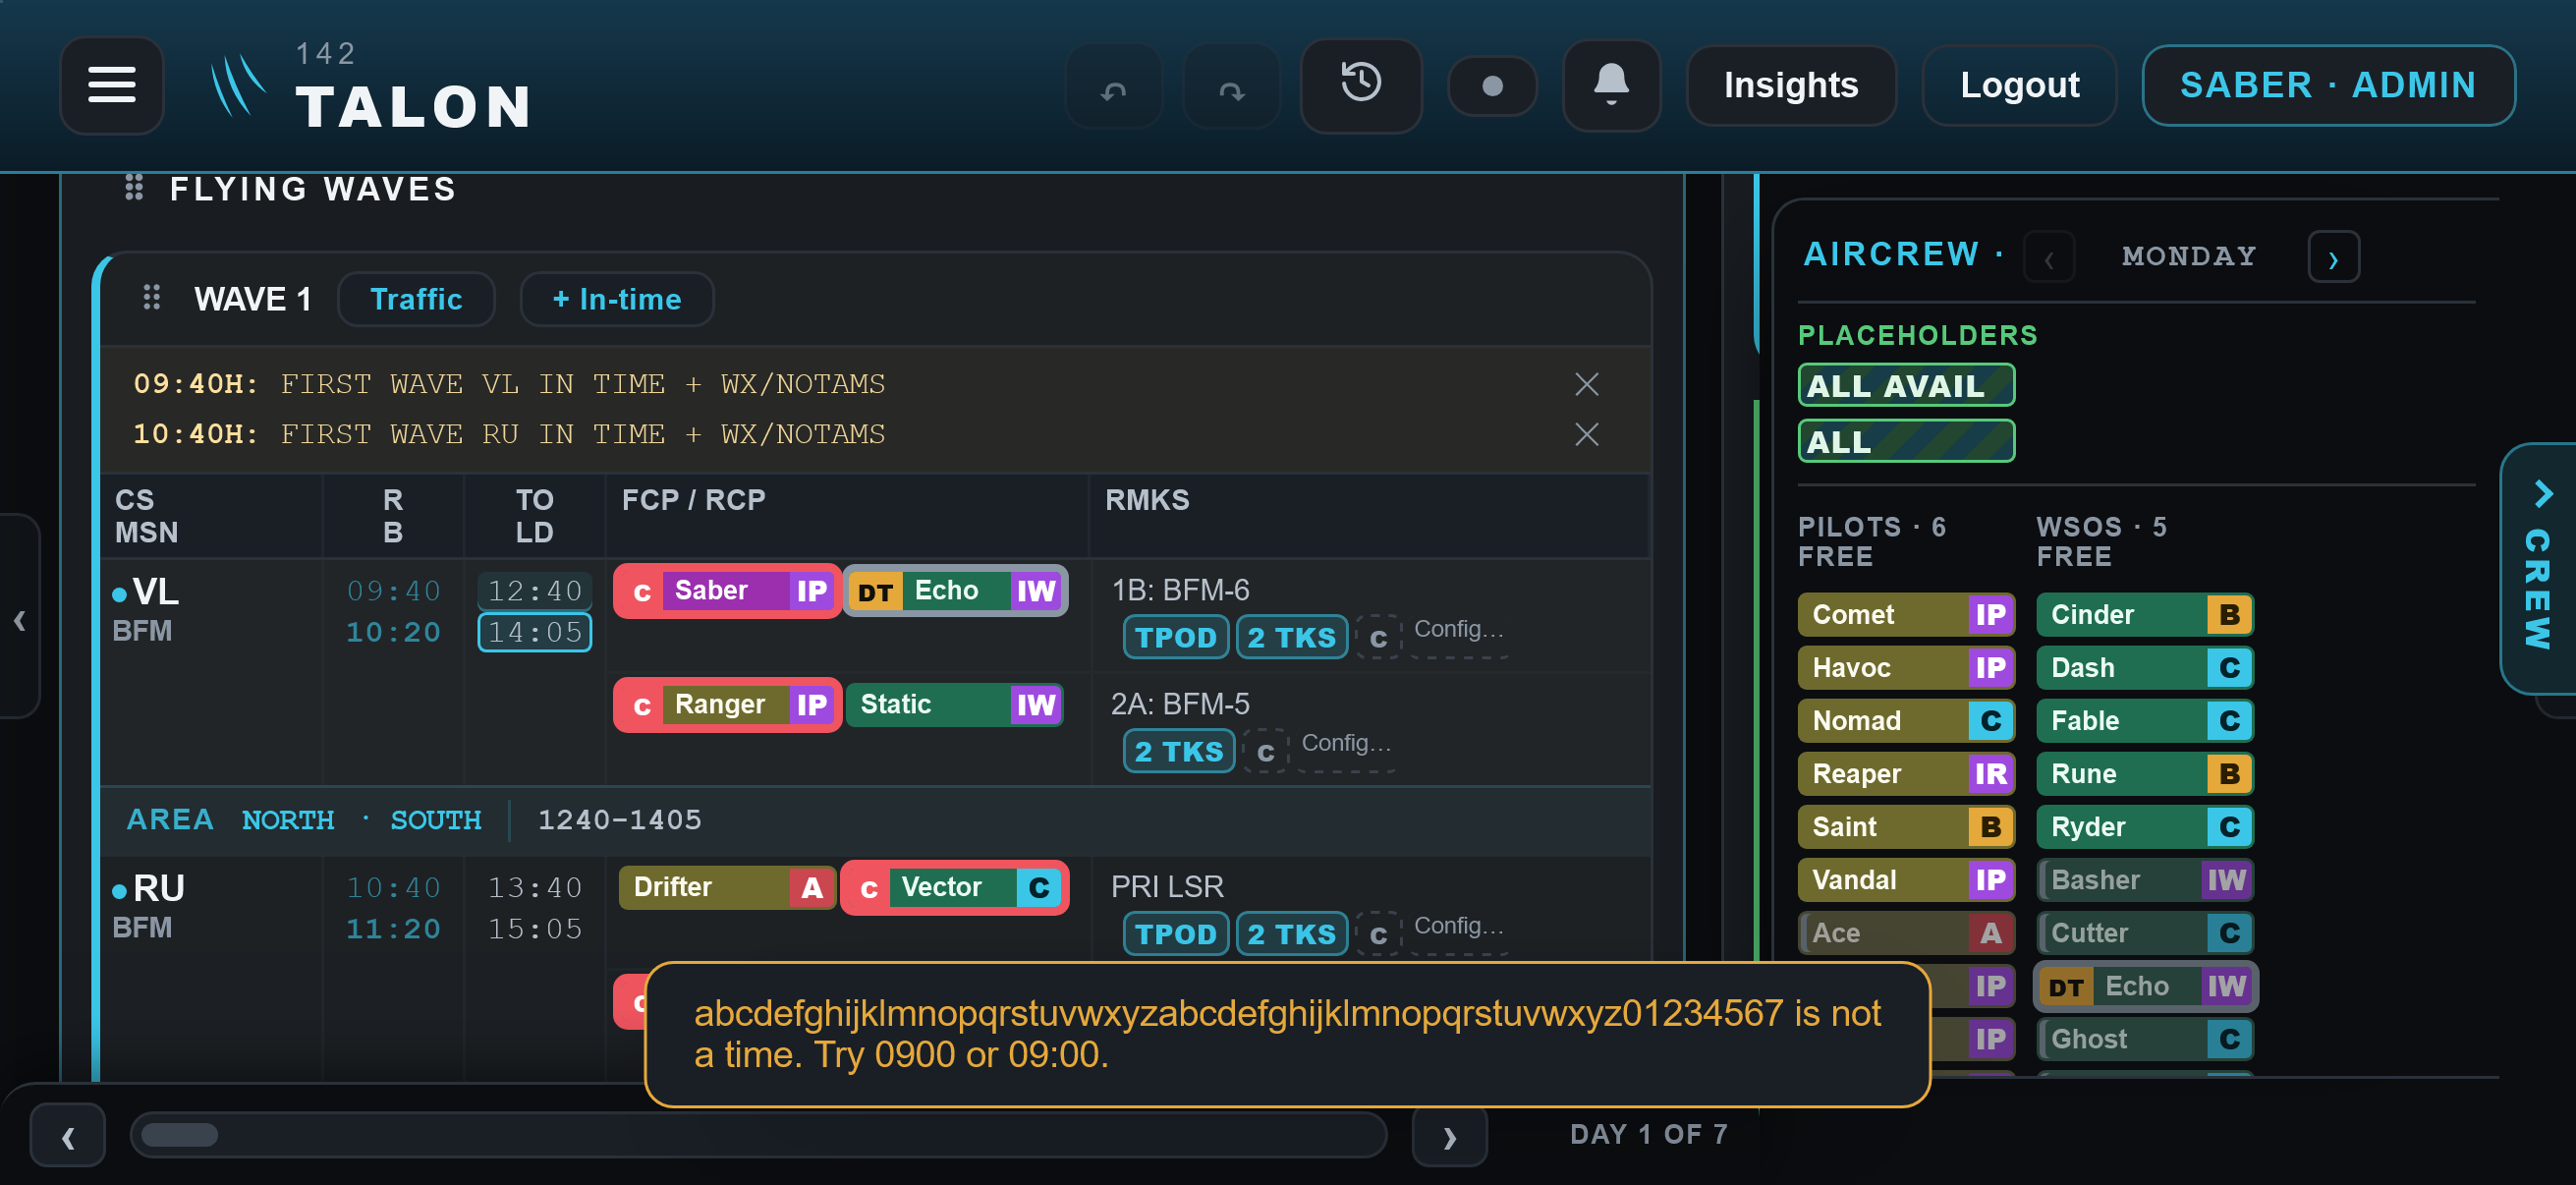 142
TALON
Insights
Logout
SABER · ADMIN
FLYING WAVES
WAVE 1
Traffic
+ In-time
09:40H: FIRST WAVE VL IN TIME + WX/NOTAMS
10:40H: FIRST WAVE RU IN TIME + WX/NOTAMS
CS
MSN
R
B
TO
LD
FCP / RCP
RMKS
VL
BFM
09:40
10:20
12:40
14:05
c Saber IP
DT Echo IW
1B: BFM-6
TPOD 2 TKS c Config...
c Ranger IP
Static IW
2A: BFM-5
2 TKS c Config...
AREA NORTH · SOUTH 1240-1405
RU
BFM
10:40
11:20
13:40
15:05
Drifter A
c Vector C
PRI LSR
TPOD 2 TKS c Config...
abcdefghijklmnopqrstuvwxyzabcdefghijklmnopqrstuvwxyz01234567 is not
a time. Try 0900 or 09:00.
DAY 1 OF 7
AIRCREW · MONDAY
PLACEHOLDERS
ALL AVAIL
ALL
PILOTS · 6
FREE
Comet IP
Havoc IP
Nomad C
Reaper IR
Saint B
Vandal IP
Ace A
IP
IP
WSOS · 5
FREE
Cinder B
Dash C
Fable C
Rune B
Ryder C
Basher IW
Cutter C
DT Echo IW
Ghost C
CREW